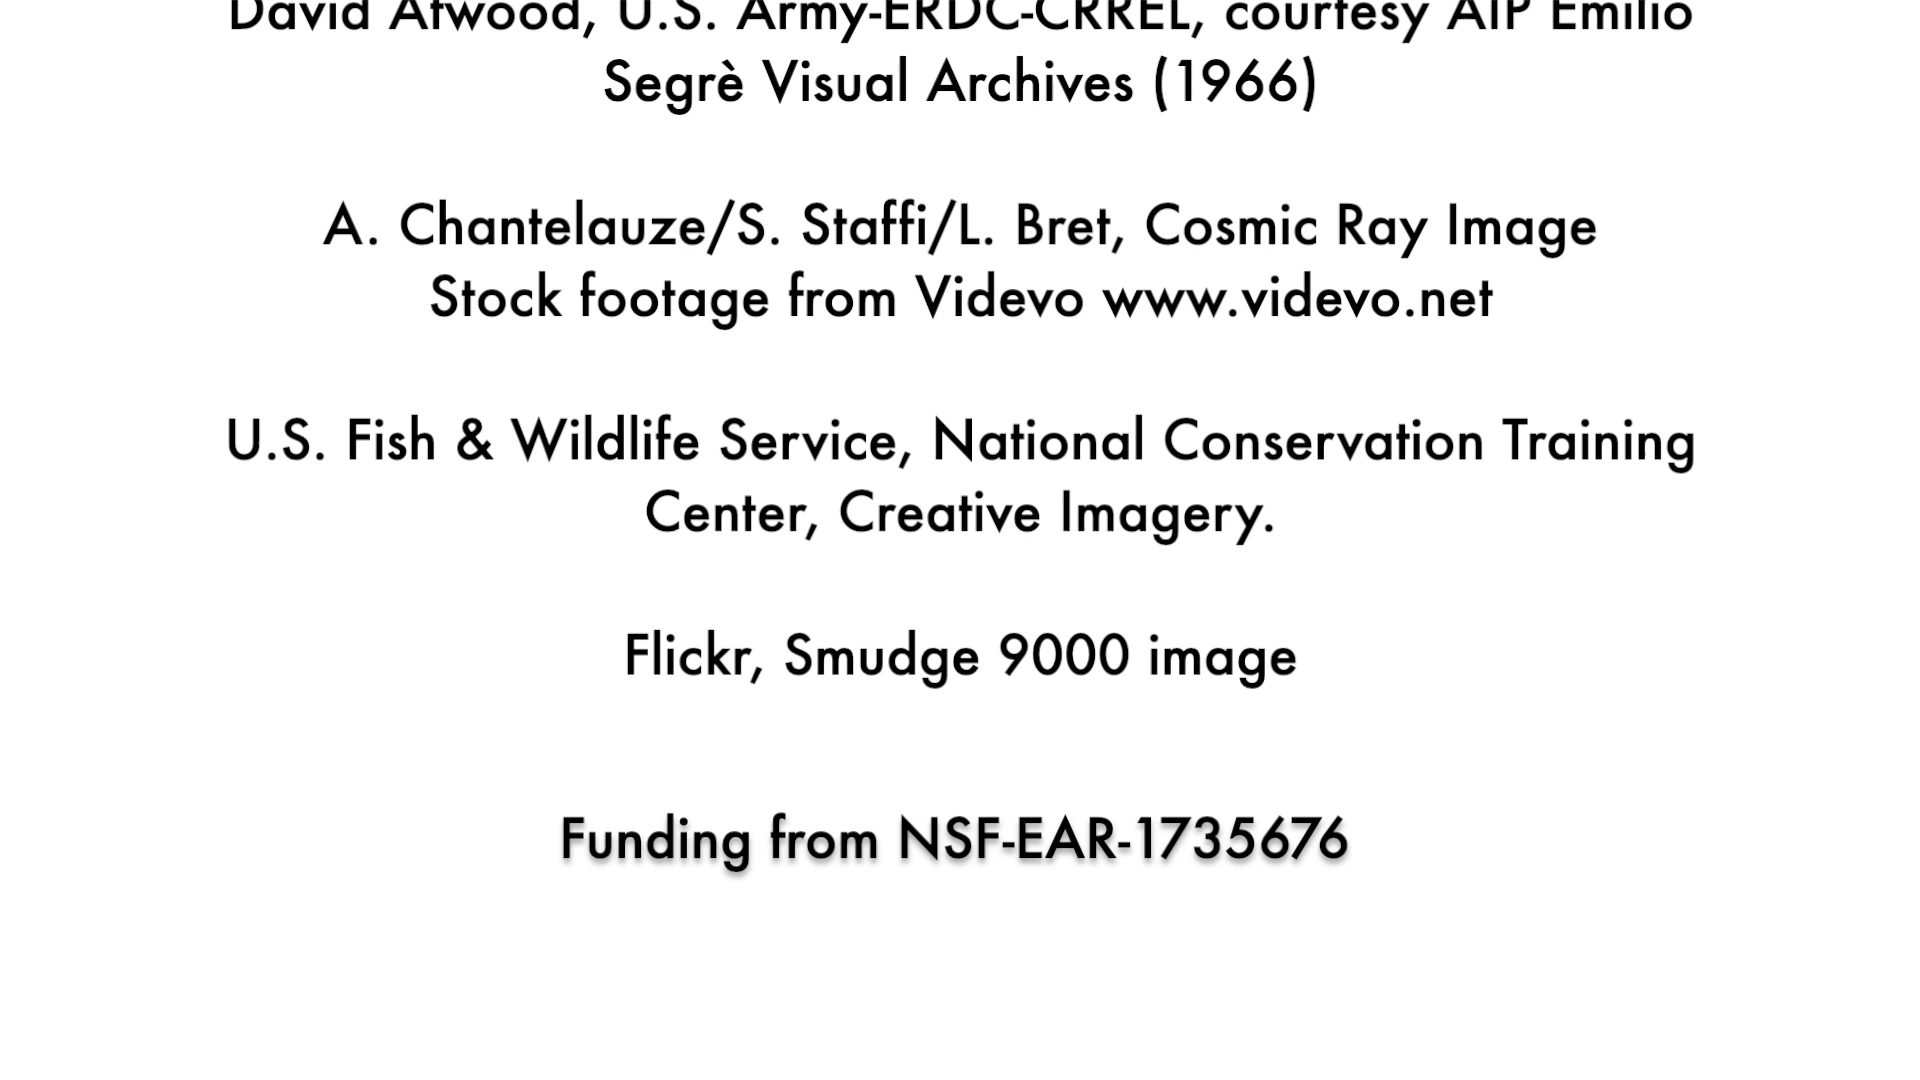 David Atwood, U.S. Army-ERDC-CRREL, courtesy AIP Emilio
Segrè Visual Archives (1966)
A. Chantelauze/S. Staffi/L. Bret, Cosmic Ray Image
Stock footage from Videvo www.videvo.net
U.S. Fish & Wildlife Service, National Conservation Training
Center, Creative Imagery.
Flickr, Smudge 9000 image
Funding from NSF-EAR-1735676